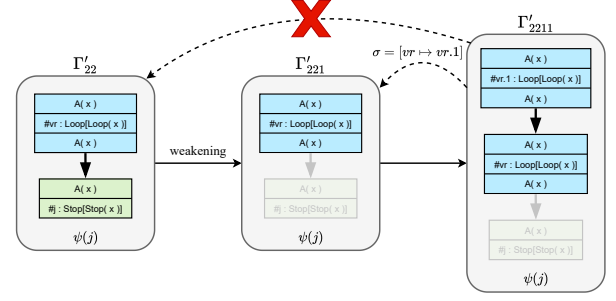 Γ′₂₂
A( x )
#vr : Loop[Loop( x )]
A( x )
A( x )
#j : Stop[Stop( x )]
ψ(j)
weakening
Γ′₂₂₁
A( x )
#vr : Loop[Loop( x )]
A( x )
A( x )
#j : Stop[Stop( x )]
ψ(j)
σ = [vr ↦ vr.1]
Γ′₂₂₁₁
A( x )
#vr.1 : Loop[Loop( x )]
A( x )
A( x )
#vr : Loop[Loop( x )]
A( x )
A( x )
#j : Stop[Stop( x )]
ψ(j)